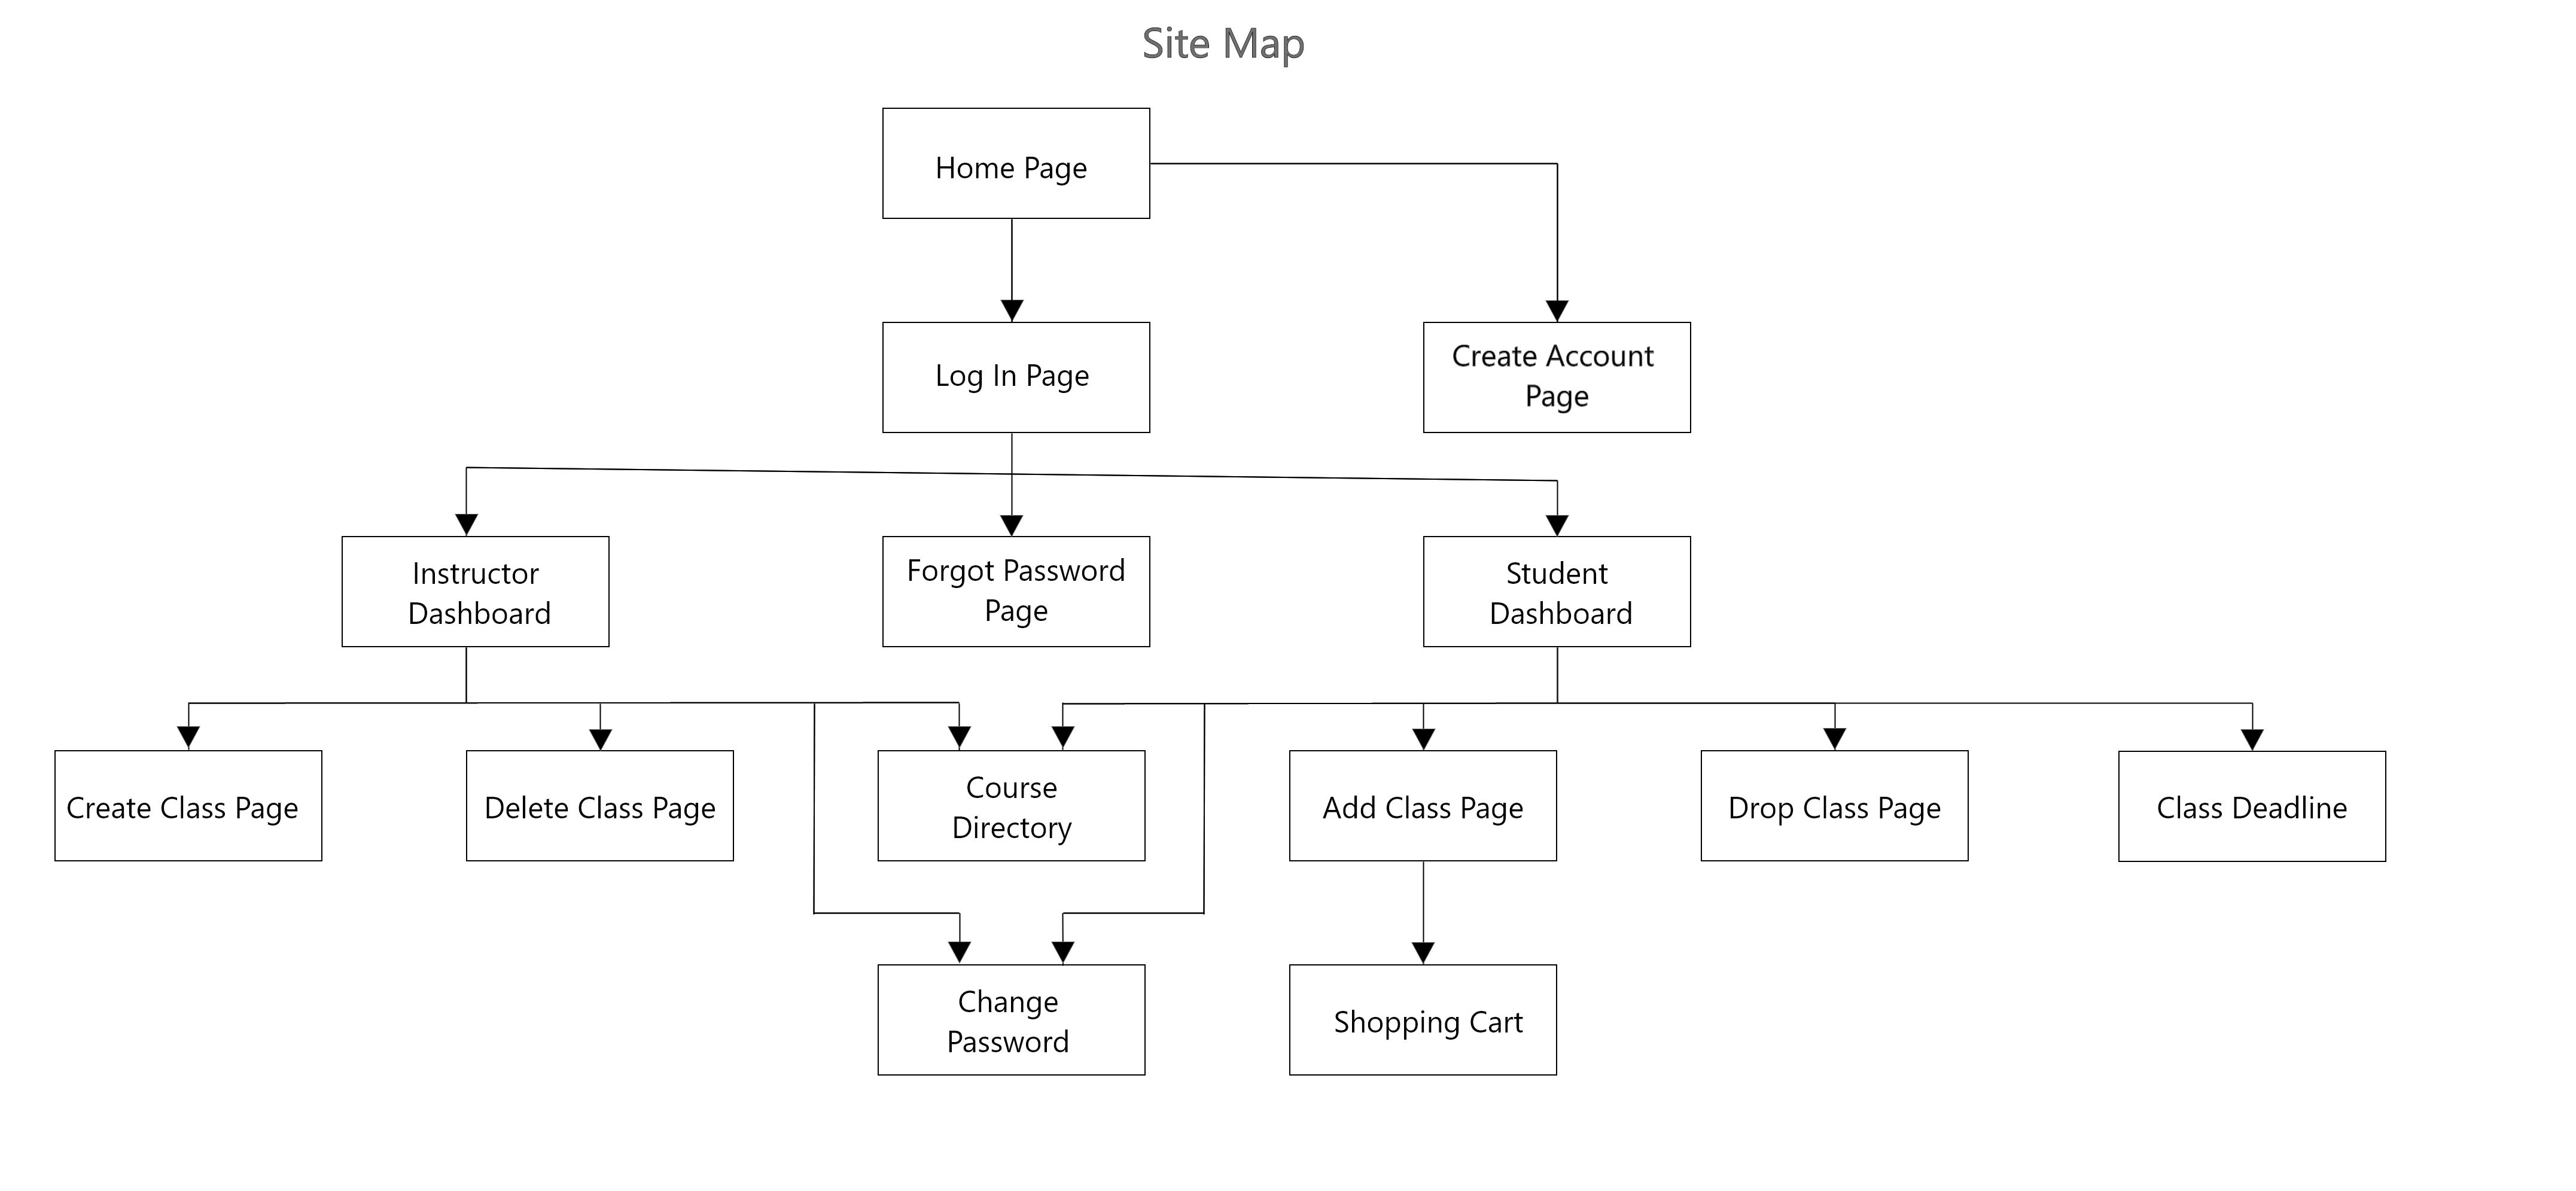 Site Map
Home Page
Log In Page
Create Account
Page
Instructor
Dashboard
Forgot Password
Page
Student
Dashboard
Create Class Page
Delete Class Page
Course
Directory
Add Class Page
Drop Class Page
Class Deadline
Change
Password
Shopping Cart